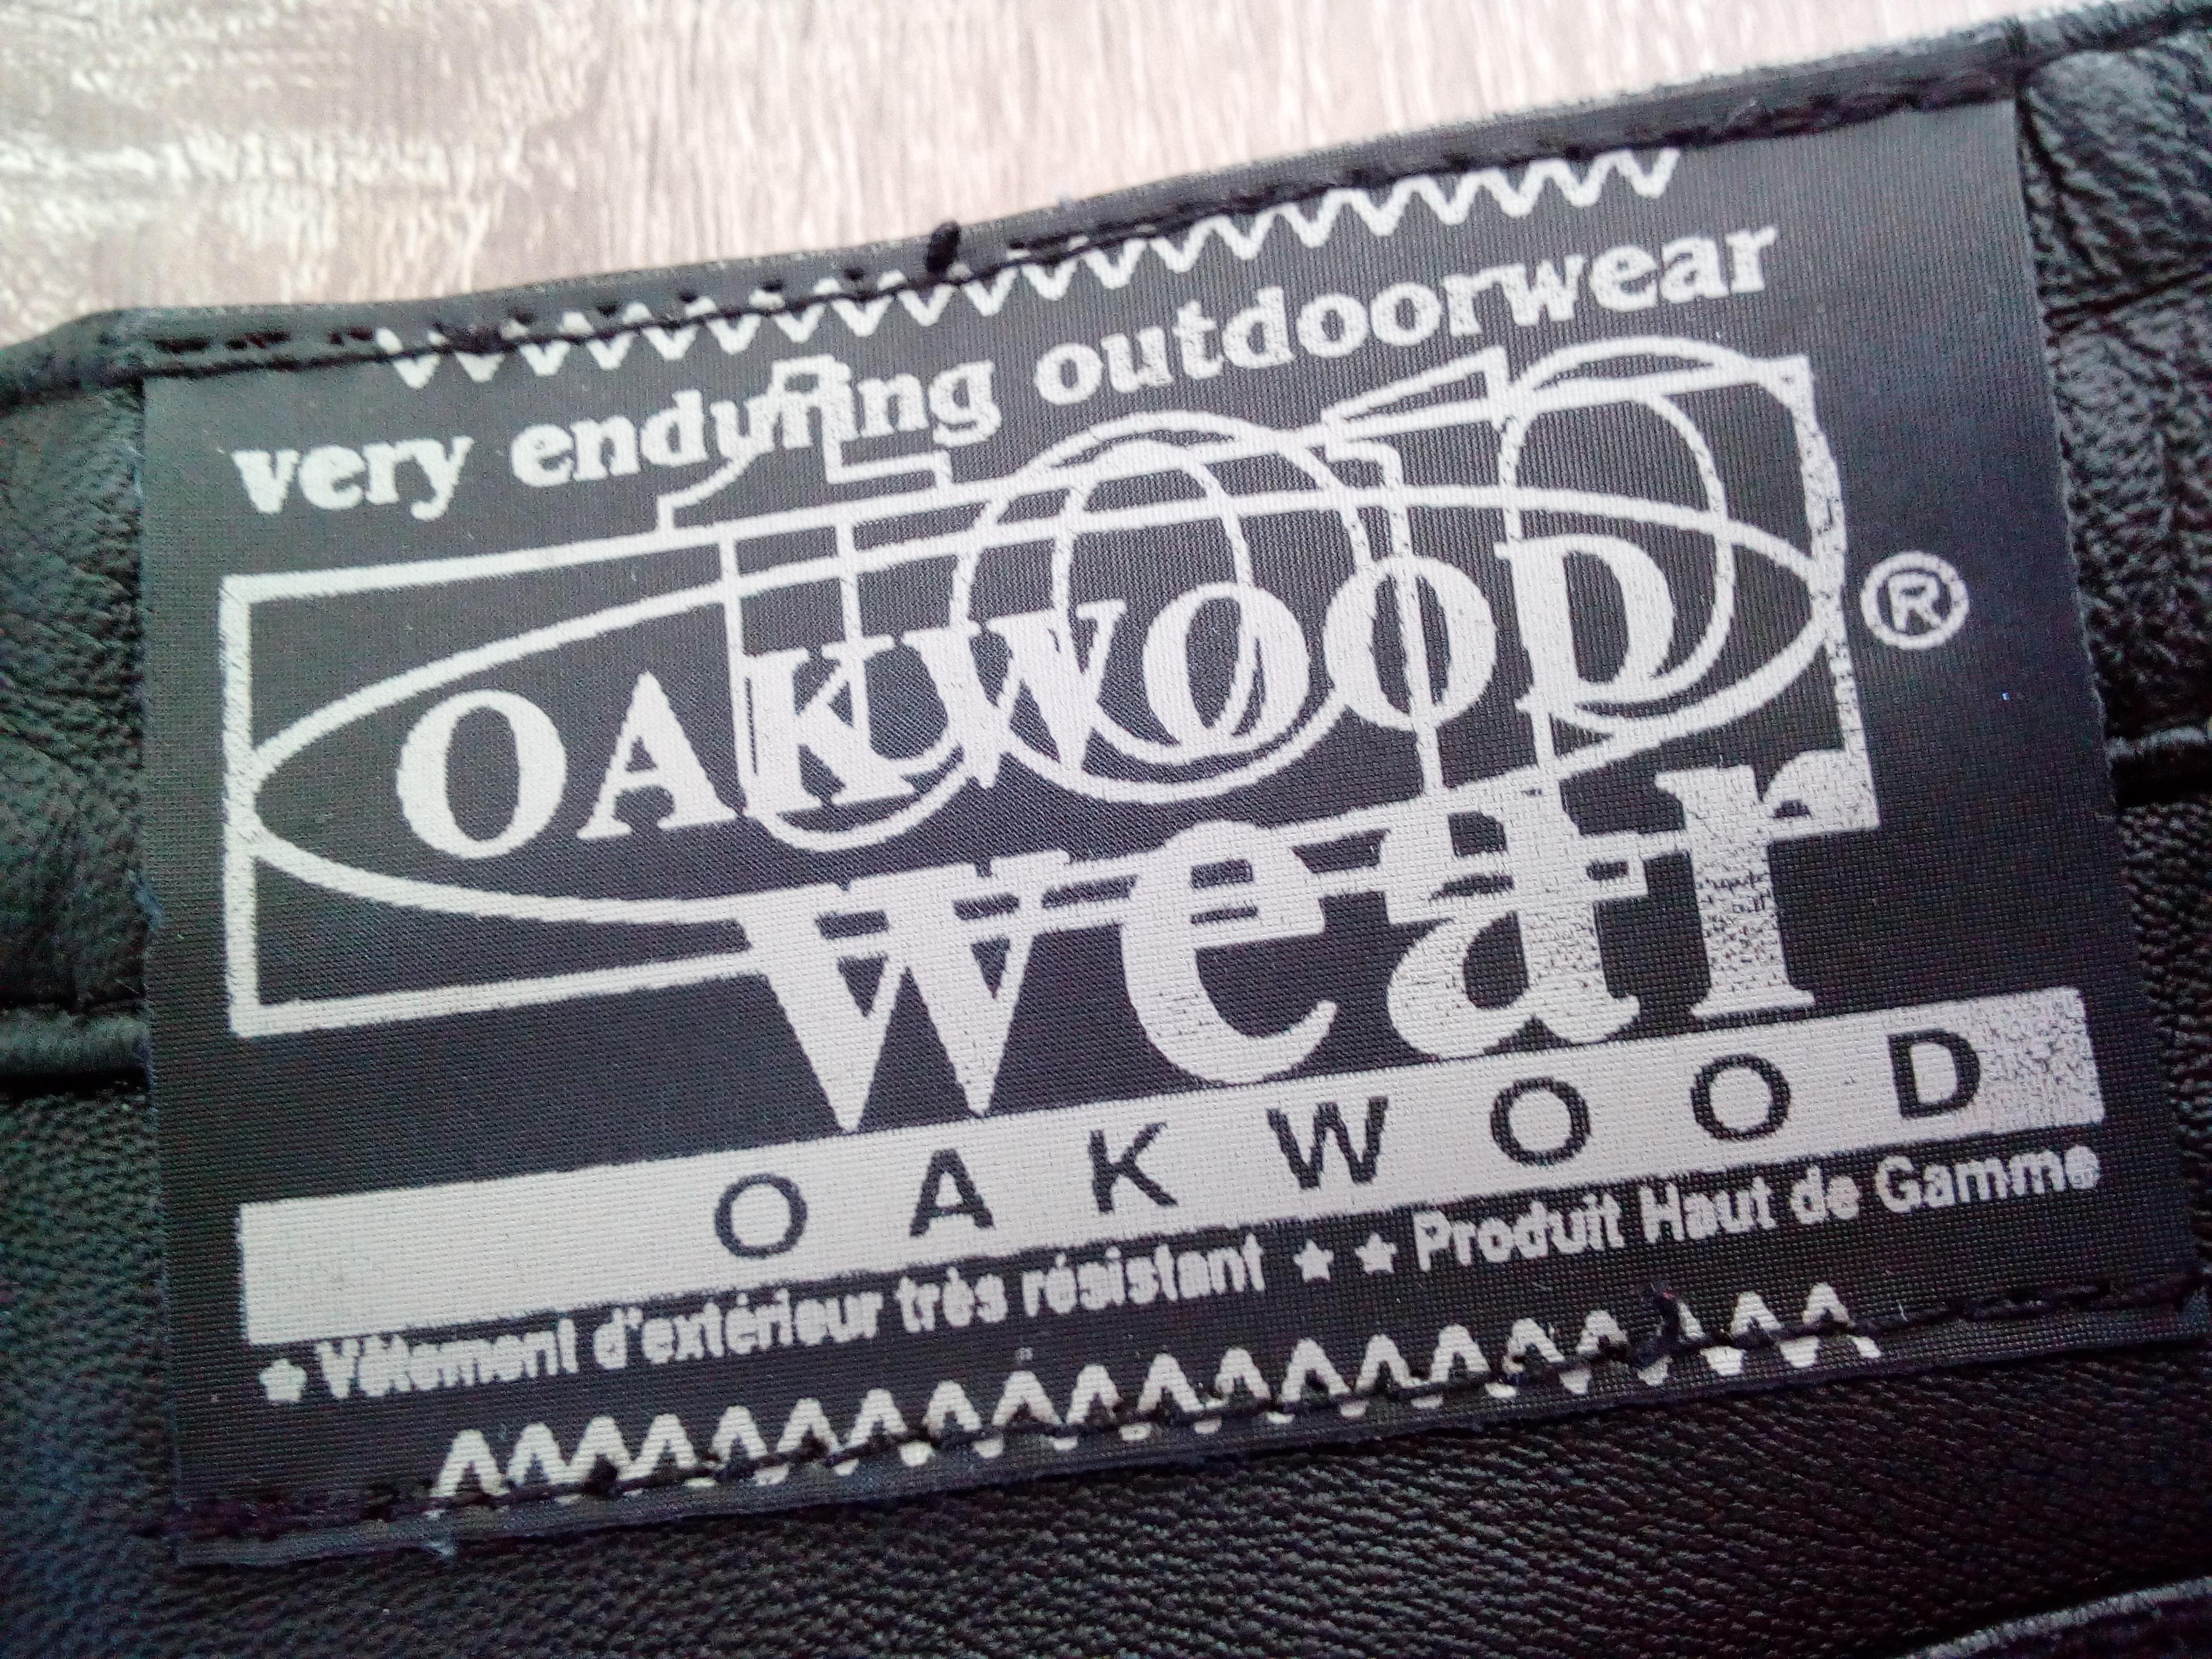 very enduring outdoorwear
OAKWOOD
®
wear
OAKWOOD
★ Vêtement d'extérieur très résistant ★ ★ Produit Haut de Gamme